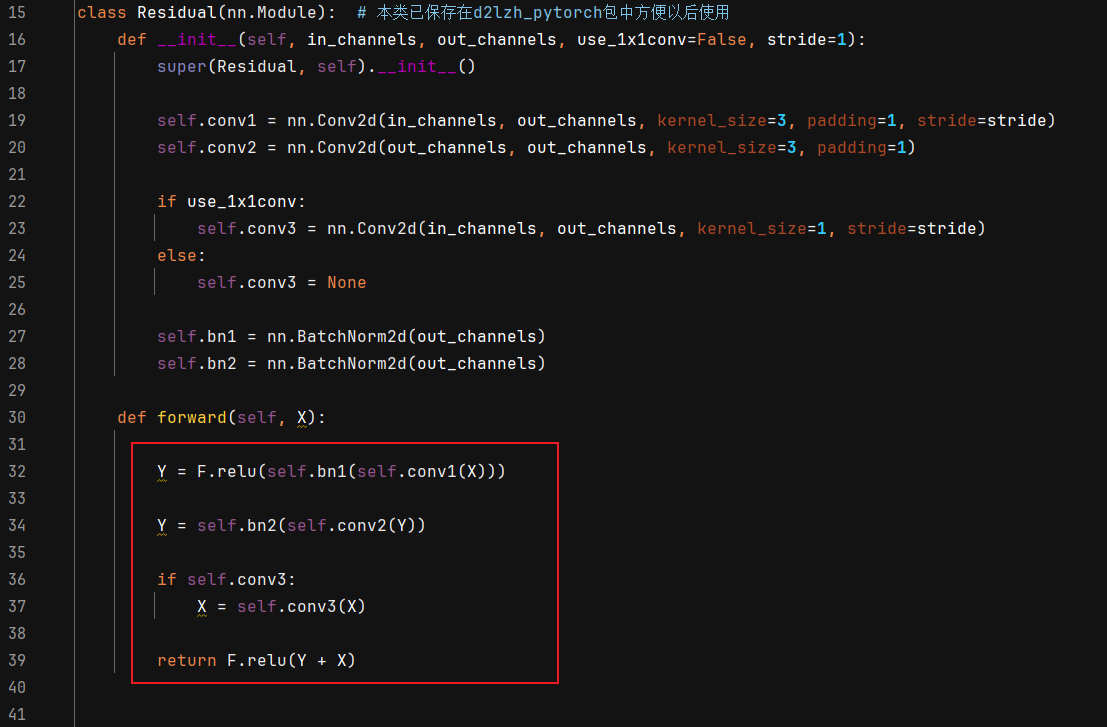 15 class Residual(nn.Module):  # 本类已保存在d2lzh_pytorch包中方便以后使用
16     def __init__(self, in_channels, out_channels, use_1x1conv=False, stride=1):
17         super(Residual, self).__init__()
18
19         self.conv1 = nn.Conv2d(in_channels, out_channels, kernel_size=3, padding=1, stride=stride)
20         self.conv2 = nn.Conv2d(out_channels, out_channels, kernel_size=3, padding=1)
21
22         if use_1x1conv:
23             self.conv3 = nn.Conv2d(in_channels, out_channels, kernel_size=1, stride=stride)
24         else:
25             self.conv3 = None
26
27         self.bn1 = nn.BatchNorm2d(out_channels)
28         self.bn2 = nn.BatchNorm2d(out_channels)
29
30     def forward(self, X):
31
32         Y = F.relu(self.bn1(self.conv1(X)))
33
34         Y = self.bn2(self.conv2(Y))
35
36         if self.conv3:
37             X = self.conv3(X)
38
39         return F.relu(Y + X)
40
41